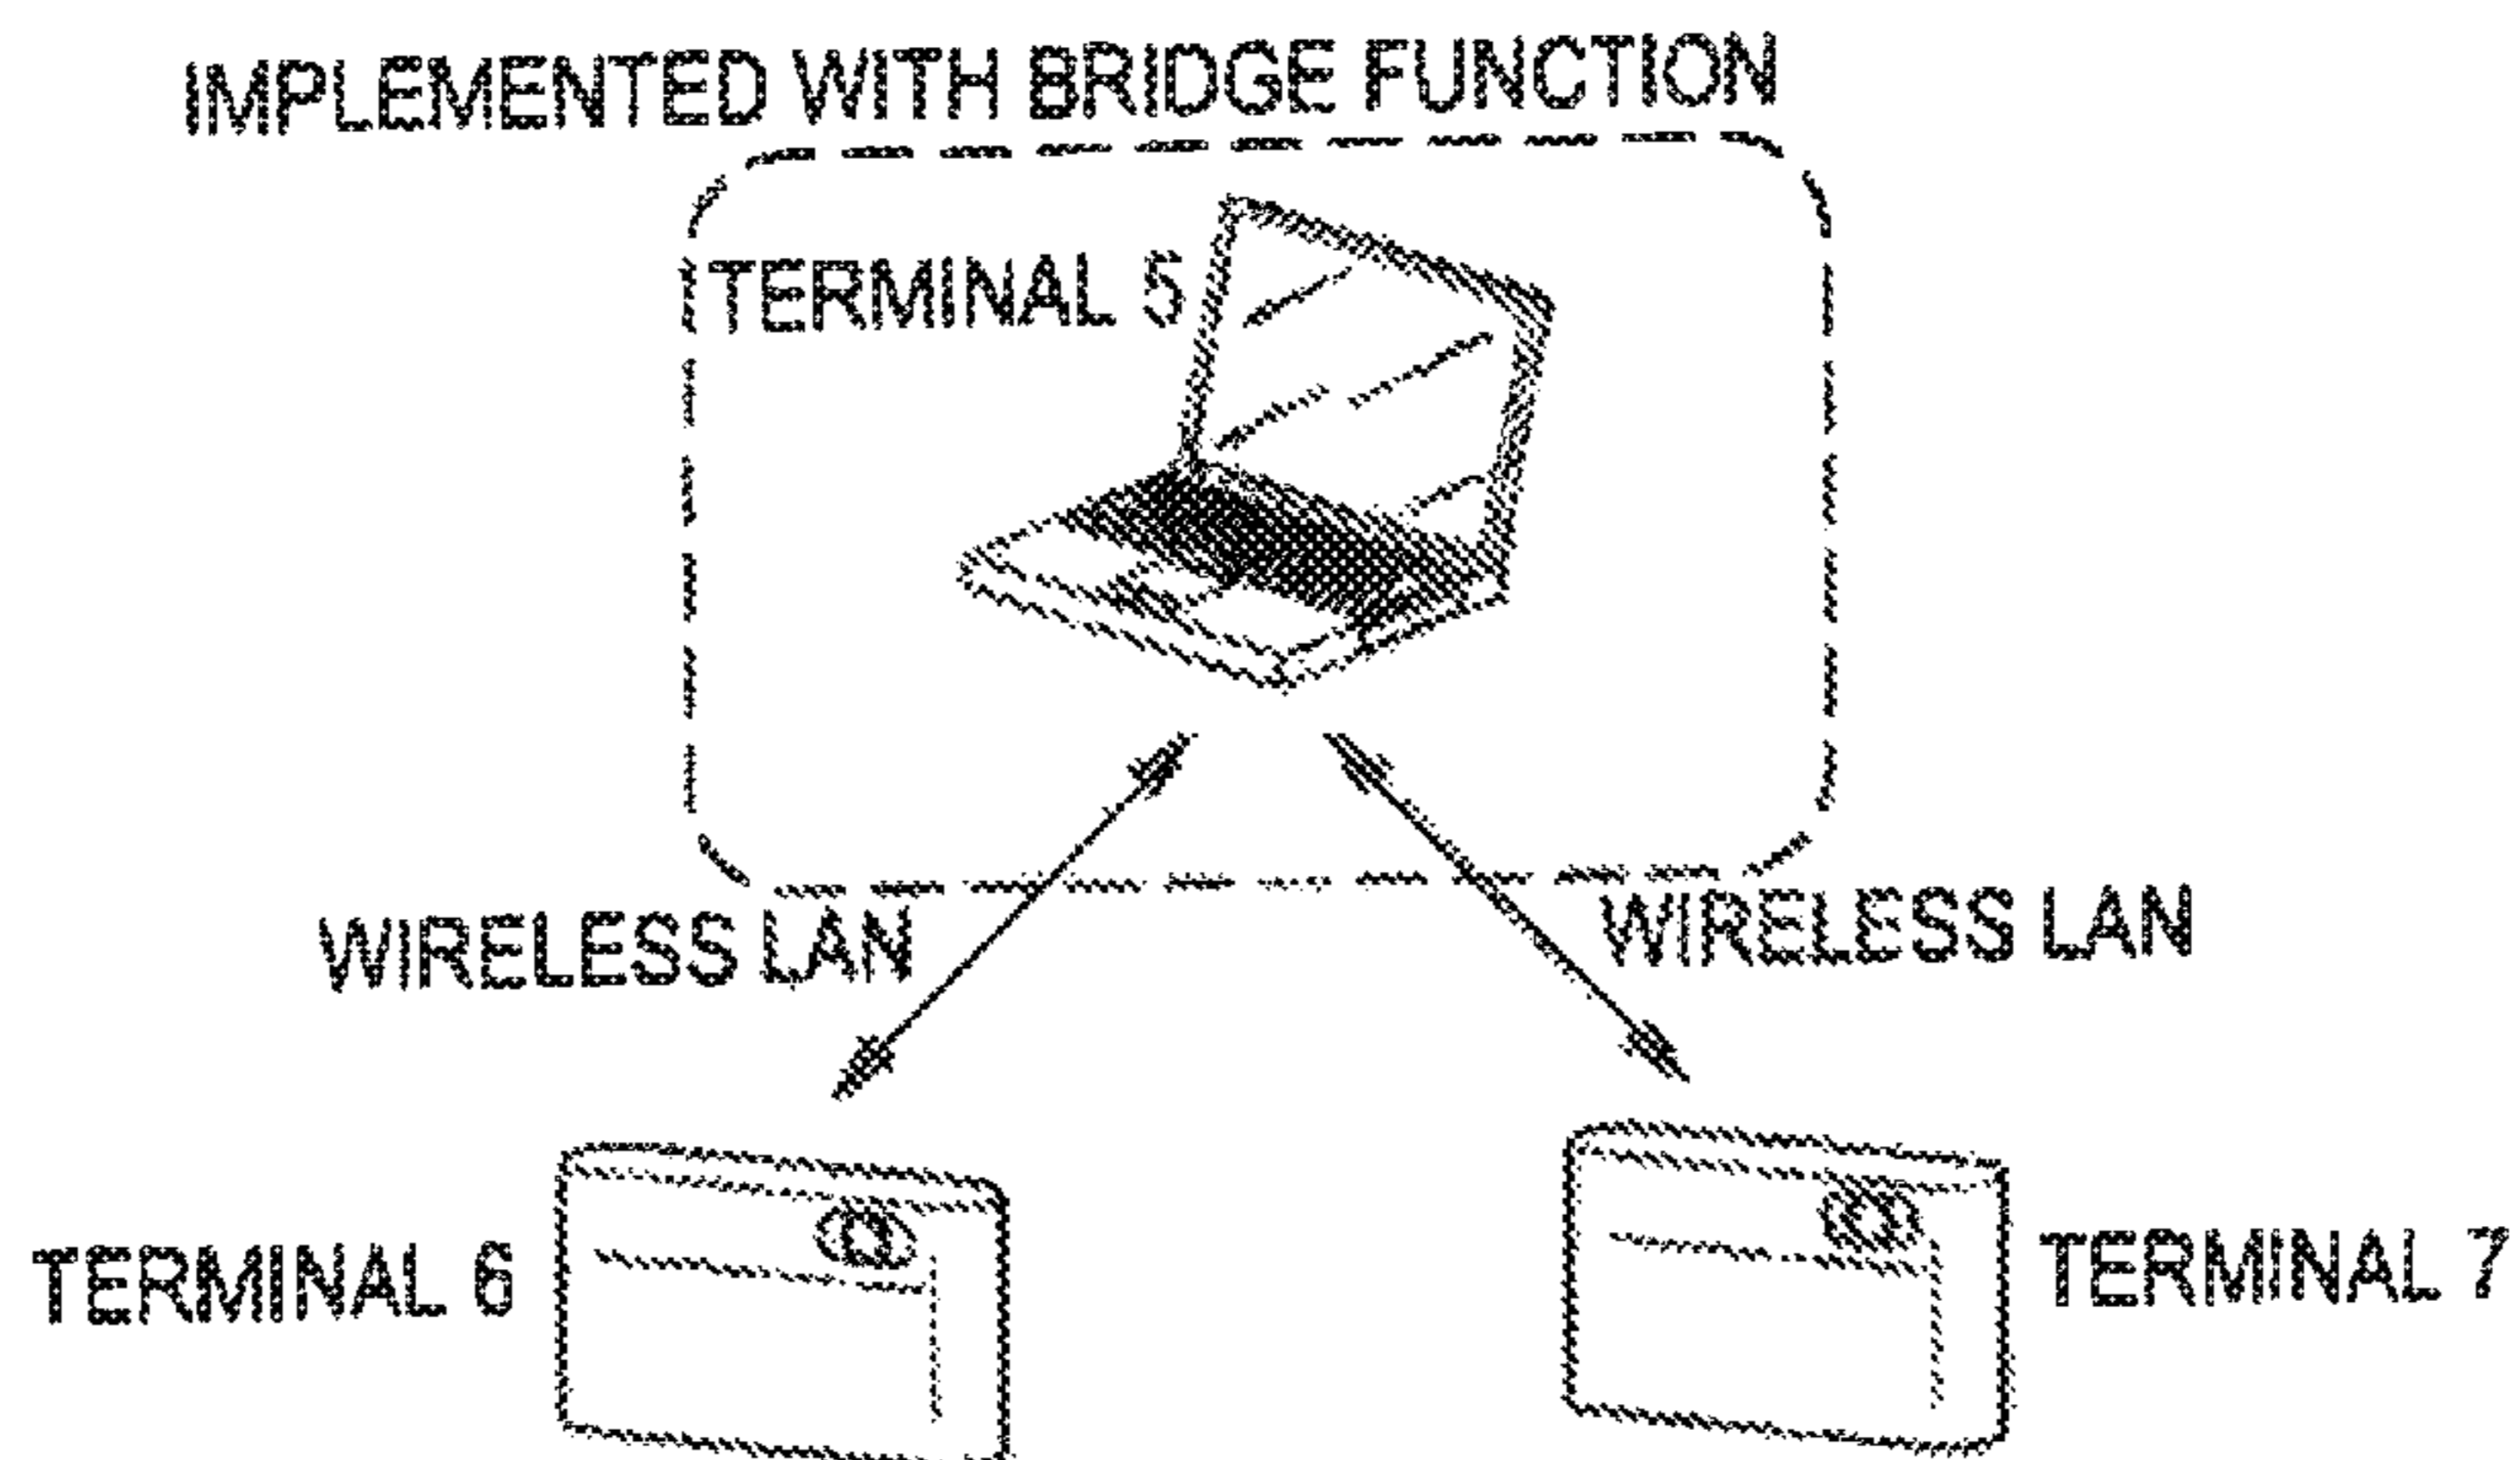 IMPLEMENTED WITH BRIDGE FUNCTION
TERMINAL 5
WIRELESS LAN
WIRELESS LAN
TERMINAL 6
TERMINAL 7